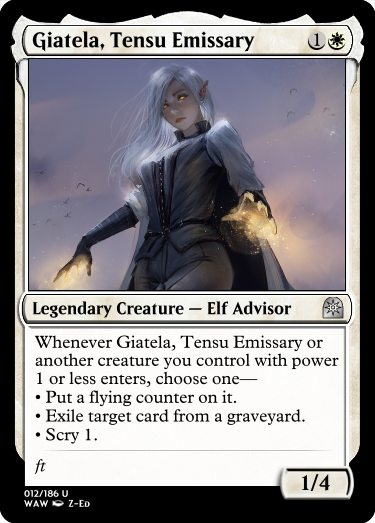 Giatela, Tensu Emissary 1
Legendary Creature — Elf Advisor
Whenever Giatela, Tensu Emissary or
another creature you control with power
1 or less enters, choose one—
• Put a flying counter on it.
• Exile target card from a graveyard.
• Scry 1.
ft
1/4
012/186 U
WAW Z-Ed